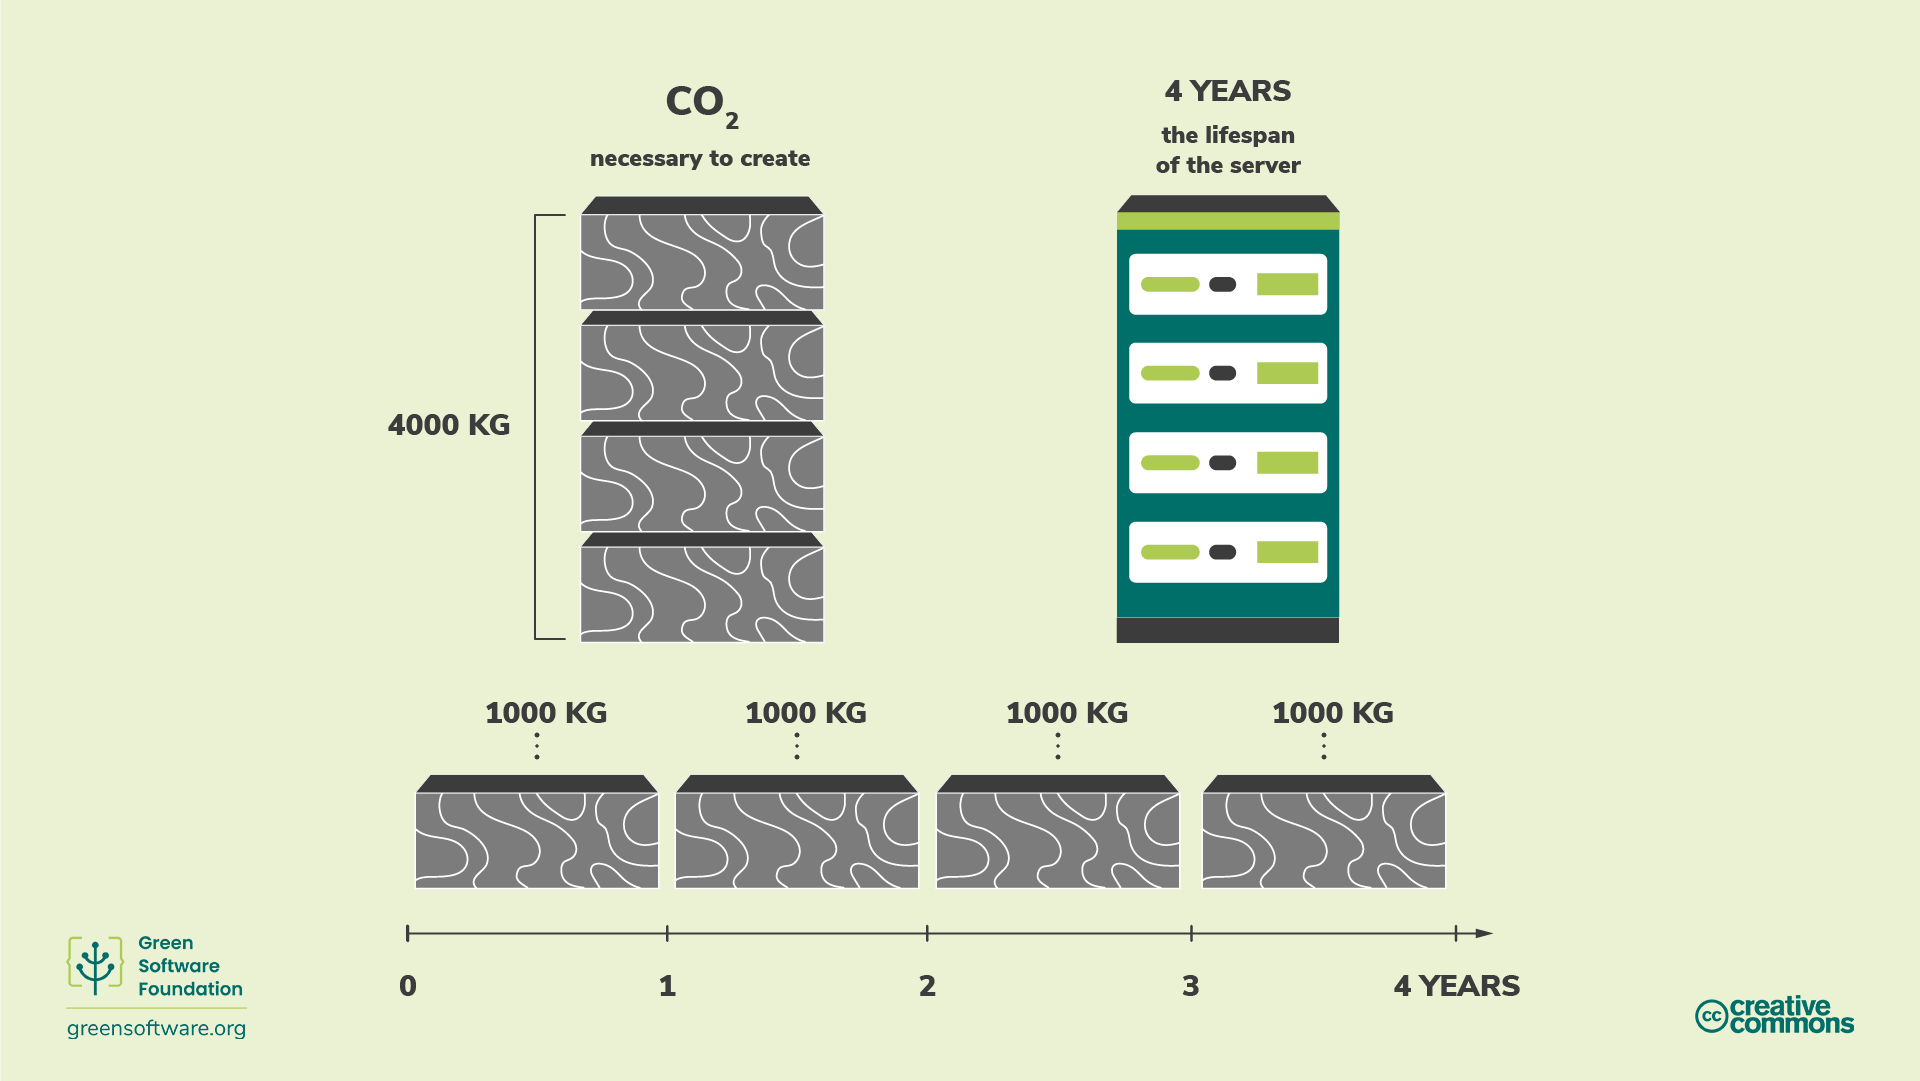 CO₂
necessary to create
4 YEARS
the lifespan
of the server
4000 KG
1000 KG
1000 KG
1000 KG
1000 KG
0
1
2
3
4 YEARS
Green
Software
Foundation
greensoftware.org
cc creative
commons